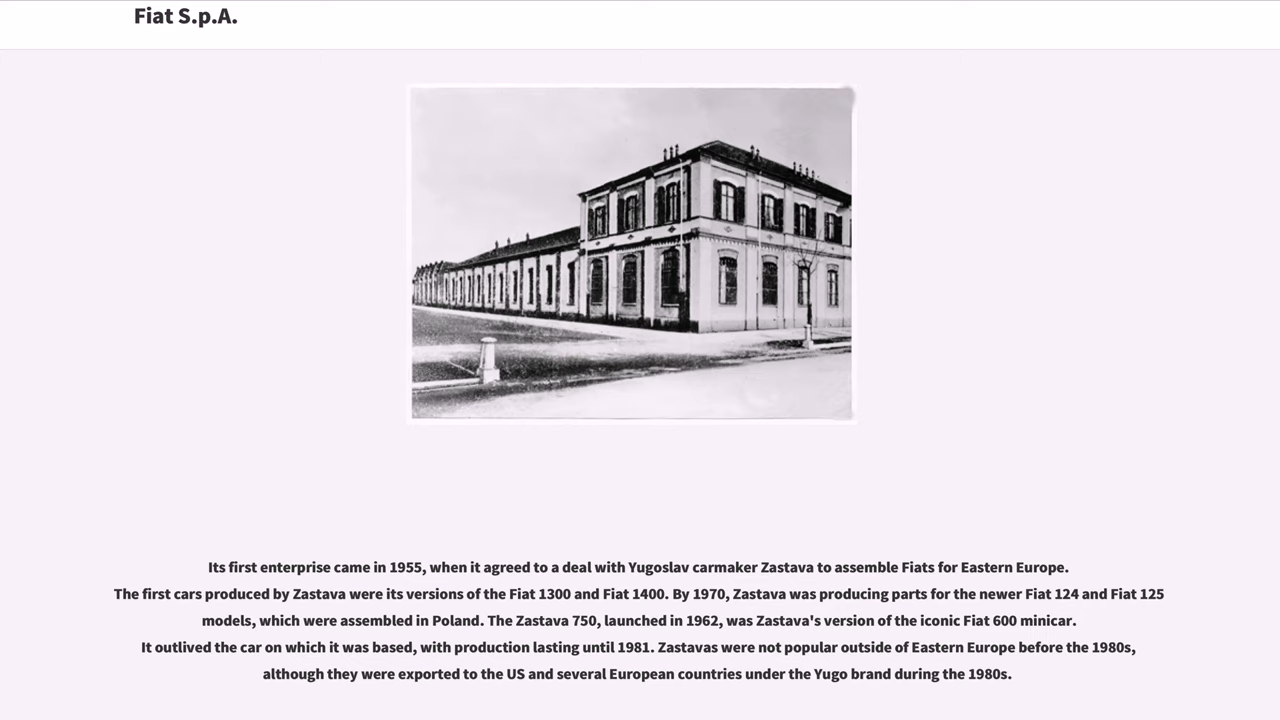 Fiat S.p.A.
Its first enterprise came in 1955, when it agreed to a deal with Yugoslav carmaker Zastava to assemble Fiats for Eastern Europe.
The first cars produced by Zastava were its versions of the Fiat 1300 and Fiat 1400. By 1970, Zastava was producing parts for the newer Fiat 124 and Fiat 125
models, which were assembled in Poland. The Zastava 750, launched in 1962, was Zastava's version of the iconic Fiat 600 minicar.
It outlived the car on which it was based, with production lasting until 1981. Zastavas were not popular outside of Eastern Europe before the 1980s,
although they were exported to the US and several European countries under the Yugo brand during the 1980s.